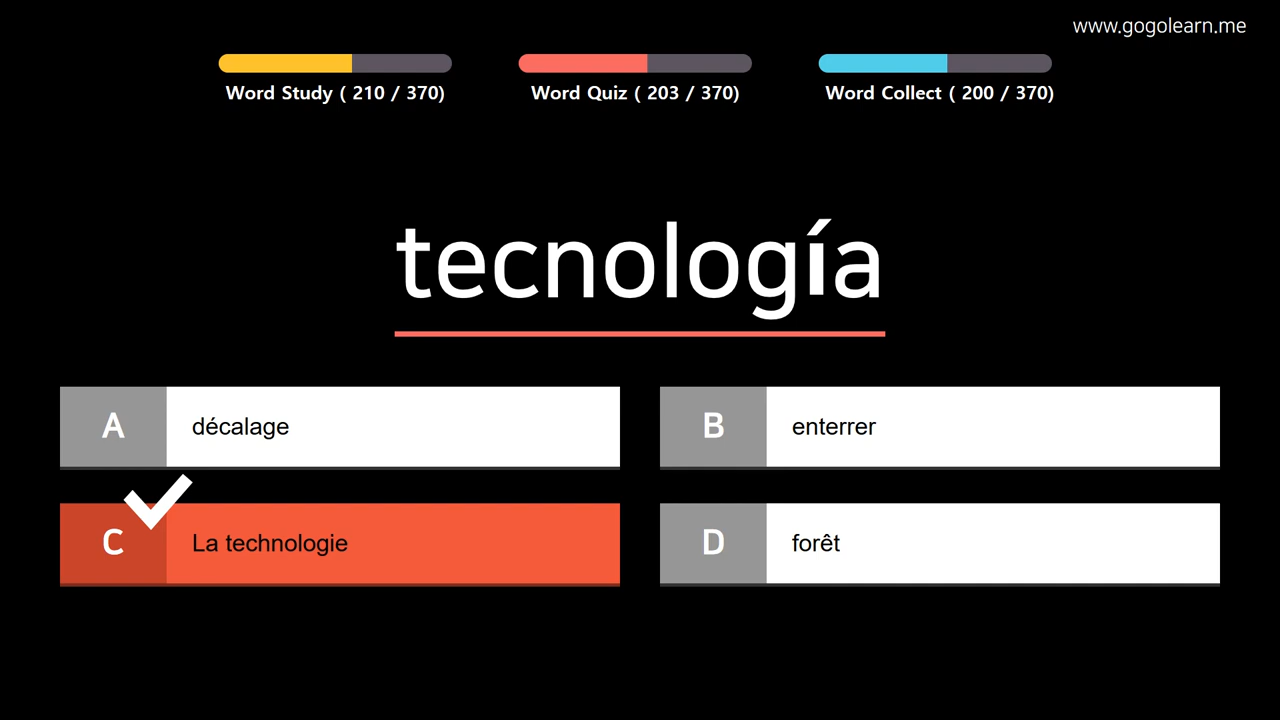 www.gogolearn.me
Word Study ( 210 / 370)
Word Quiz ( 203 / 370)
Word Collect ( 200 / 370)
tecnología
A
décalage
B
enterrer
C
La technologie
D
forêt